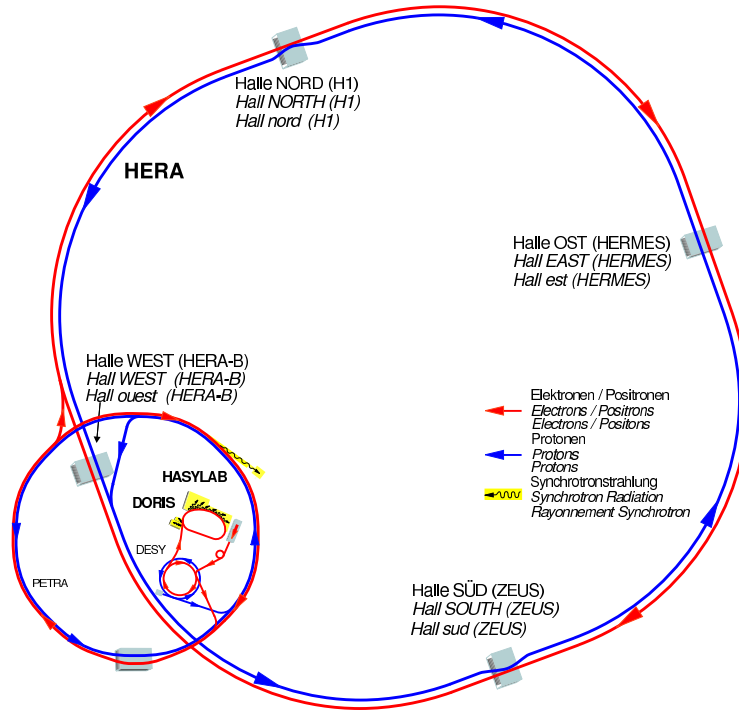 Halle NORD (H1)
Hall NORTH (H1)
Hall nord (H1)
HERA
Halle OST (HERMES)
Hall EAST (HERMES)
Hall est (HERMES)
Halle WEST (HERA-B)
Hall WEST (HERA-B)
Hall ouest (HERA-B)
Elektronen / Positronen
Electrons / Positrons
Electrons / Positons
Protonen
Protons
Protons
Synchrotronstrahlung
Synchrotron Radiation
Rayonnement Synchrotron
HASYLAB
DORIS
DESY
PETRA
Halle SÜD (ZEUS)
Hall SOUTH (ZEUS)
Hall sud (ZEUS)